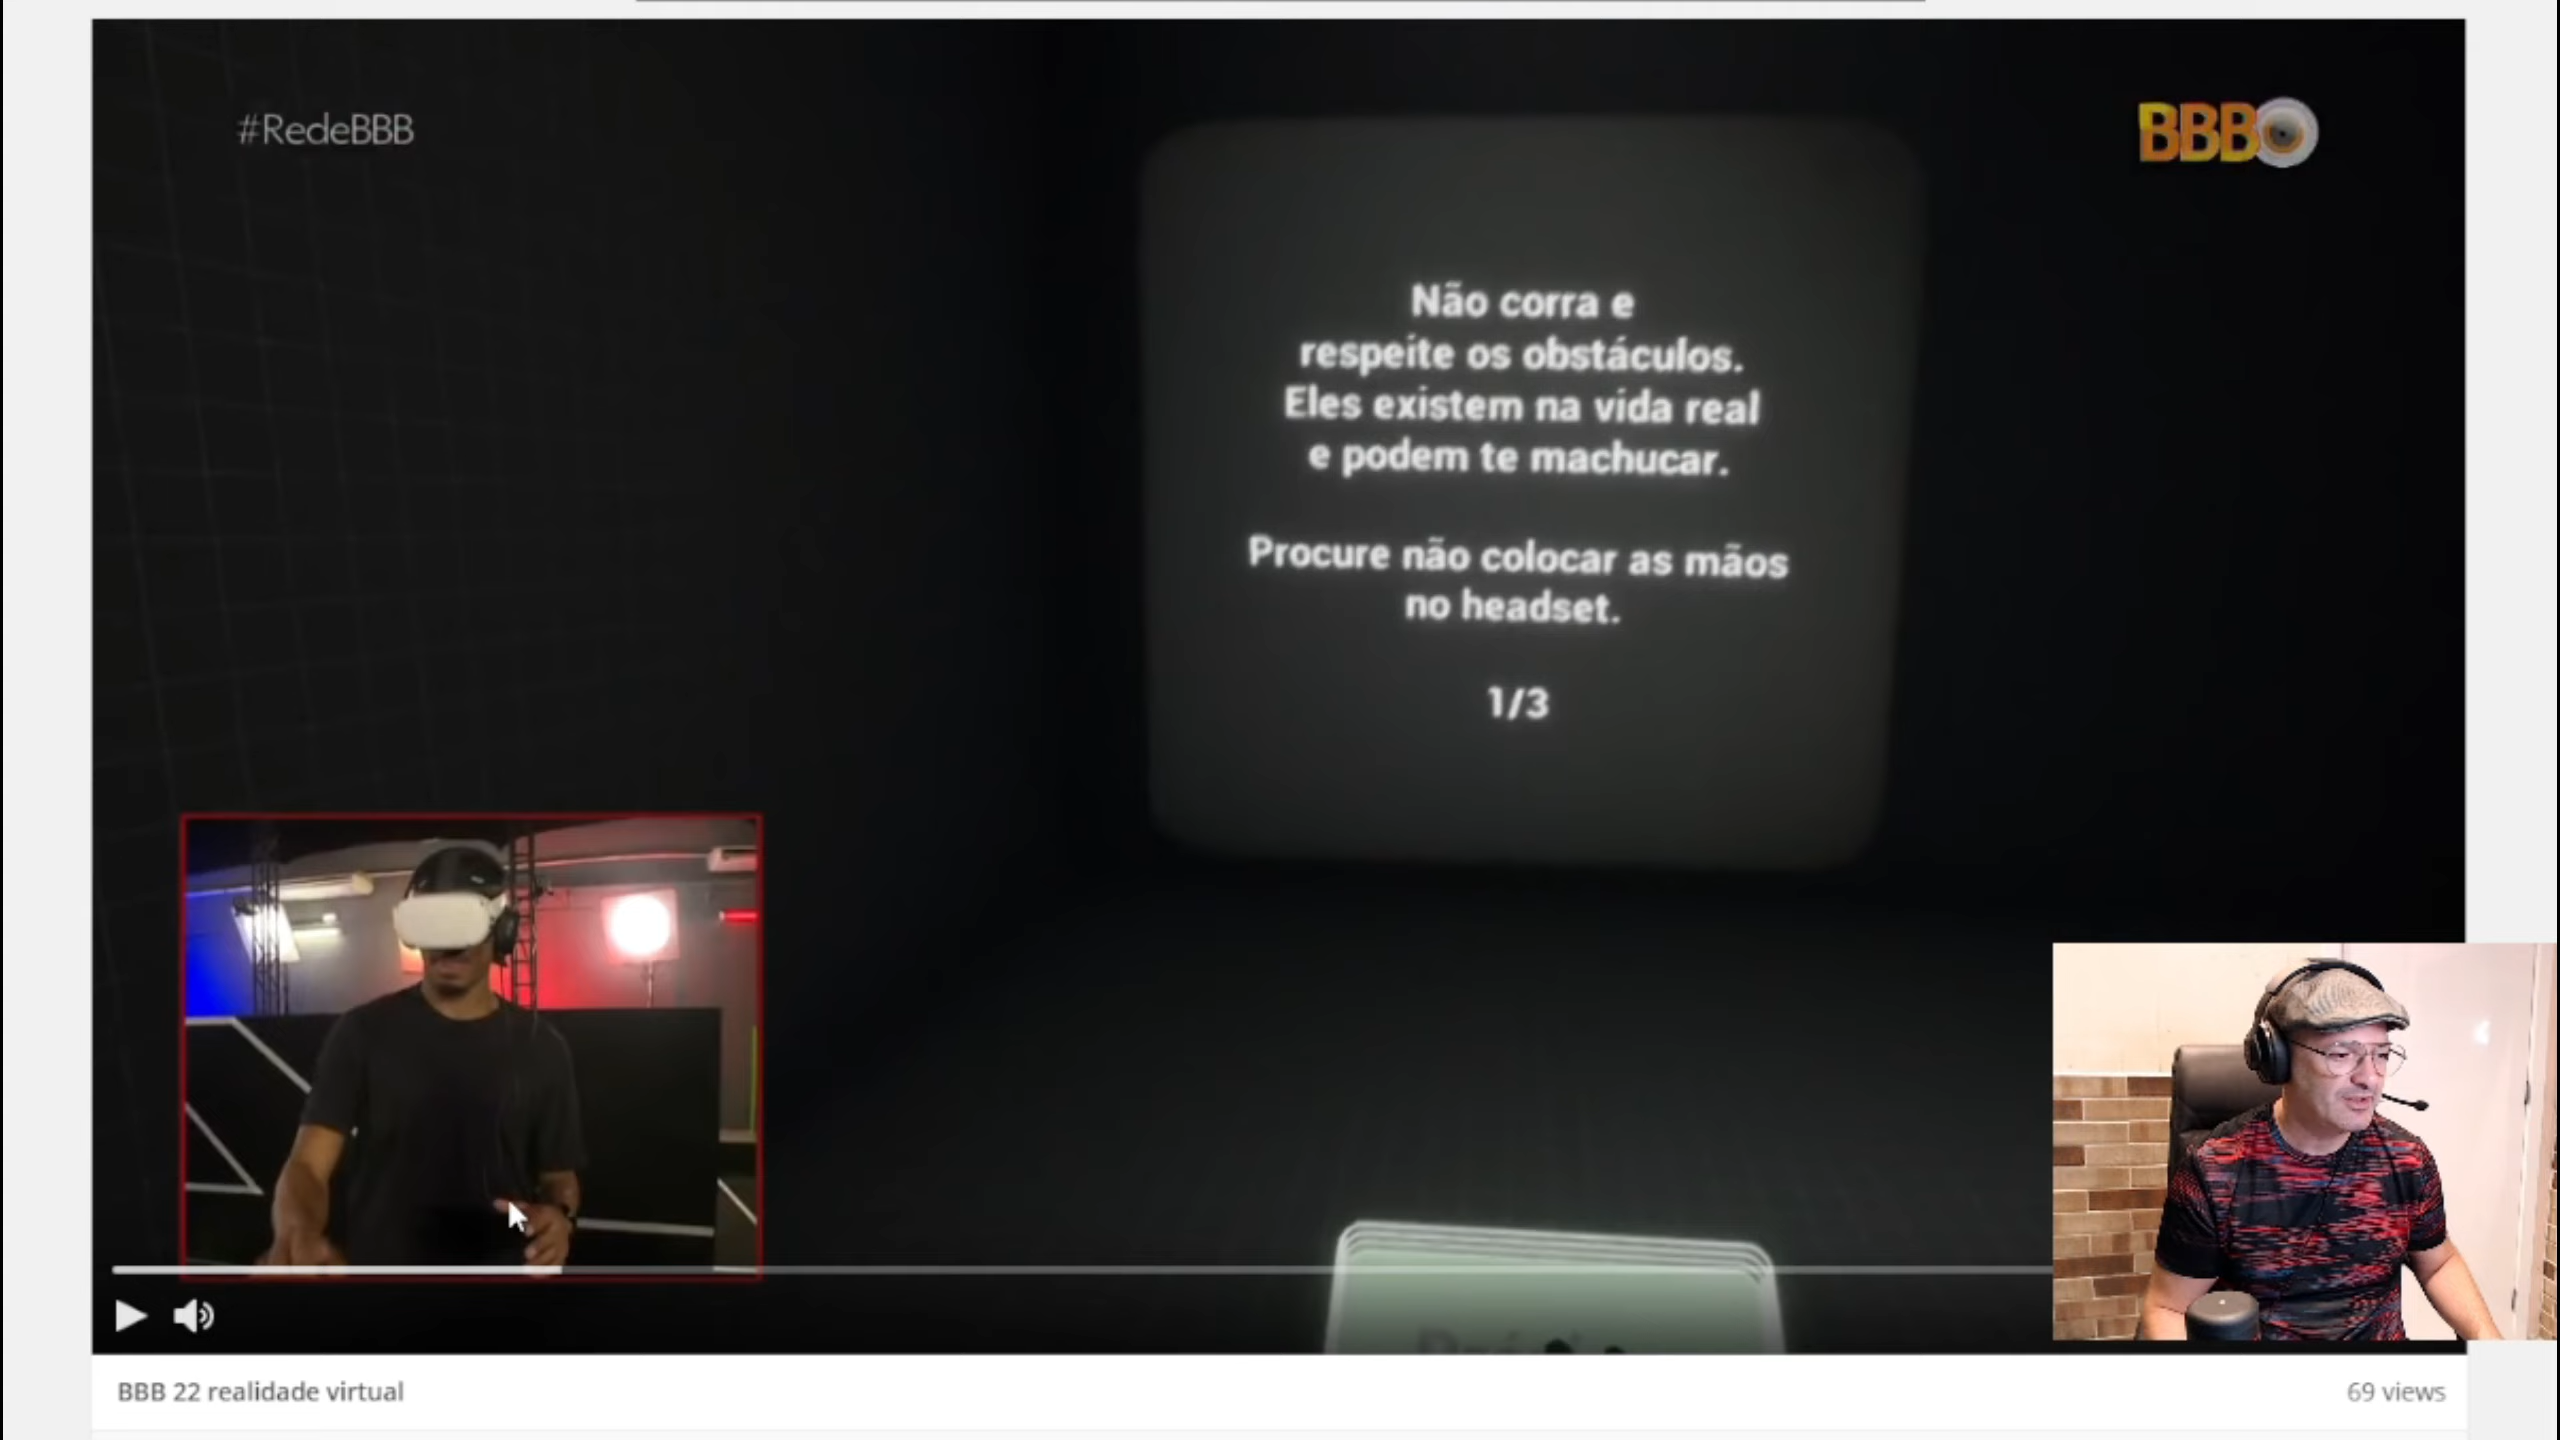 #RedeBBB
BBB
Não corra e
respeite os obstáculos.
Eles existem na vida real
e podem te machucar.
Procure não colocar as mãos
no headset.
1/3
BBB 22 realidade virtual
69 views